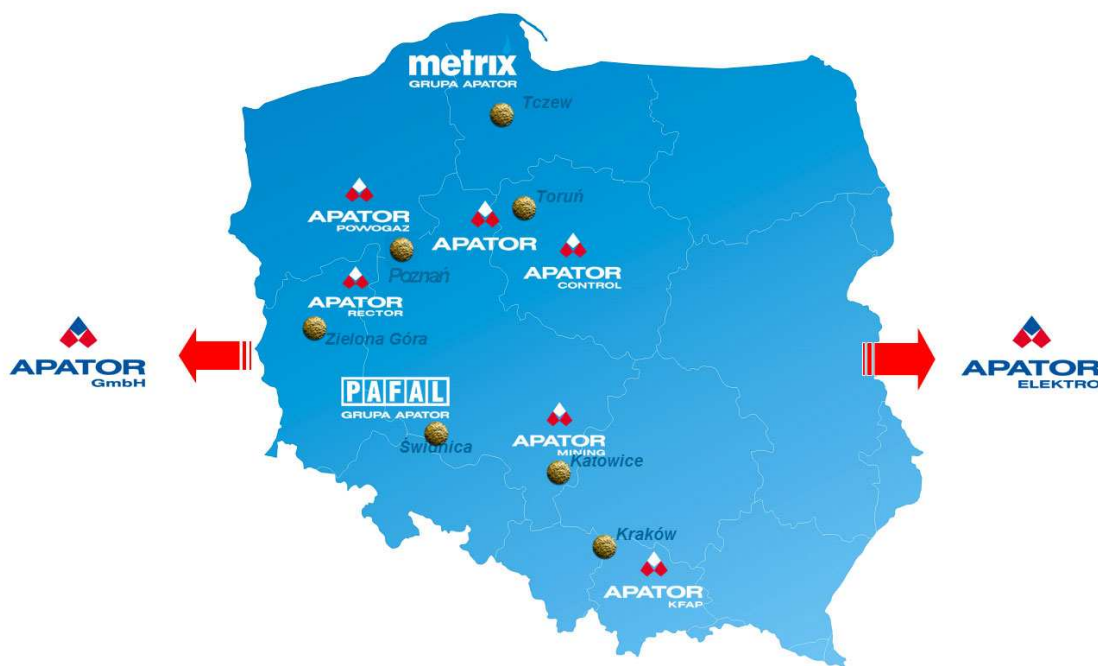 metrix
GRUPA APATOR
Tczew
Toruń
APATOR
POWOGAZ
APATOR
APATOR
CONTROL
Poznań
APATOR
RECTOR
Zielona Góra
APATOR
GmbH
APATOR
ELEKTRO
PAFAL
GRUPA APATOR
Świdnica
APATOR
MINING
Katowice
Kraków
APATOR
KFAP